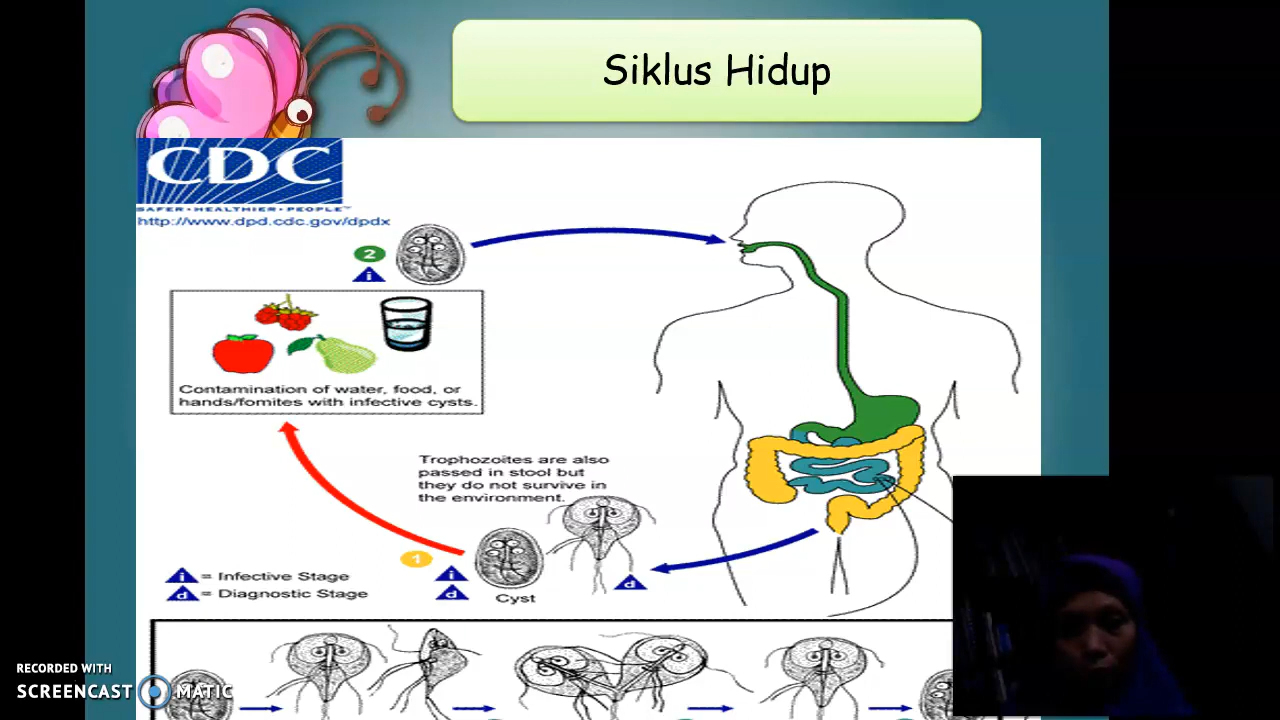 Siklus Hidup
CDC
SAFER • HEALTHIER • PEOPLE™
http://www.dpd.cdc.gov/dpdx
2
i
Contamination of water, food, or
hands/fomites with infective cysts.
Trophozoites are also
passed in stool but
they do not survive in
the environment.
1
i
d
d
Cyst
i = Infective Stage
d = Diagnostic Stage
RECORDED WITH
SCREENCAST MATIC